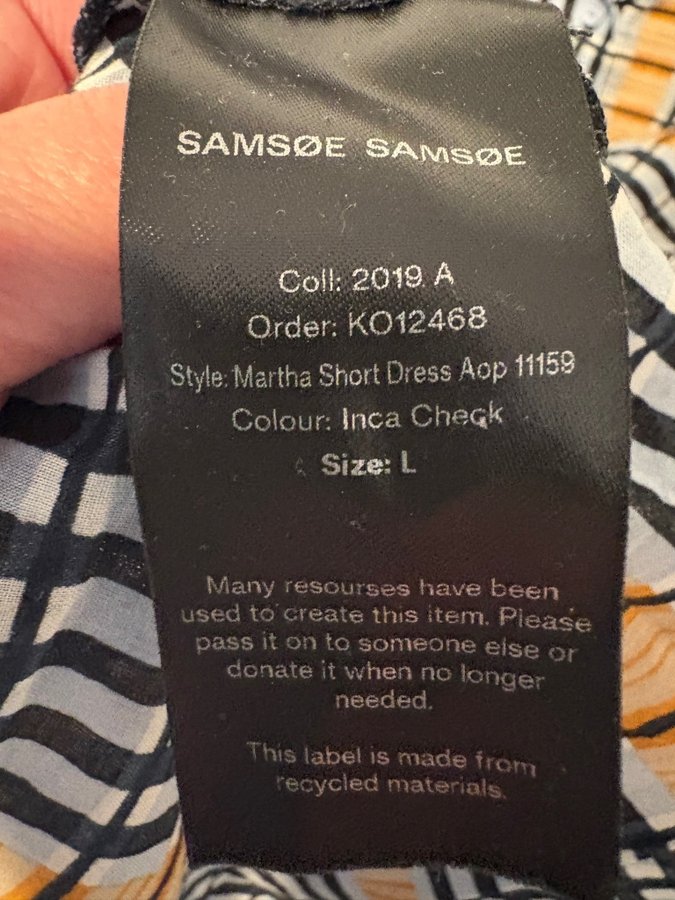 SAMSØE SAMSØE
Coll: 2019 A
Order: KO12468
Style: Martha Short Dress Aop 11159
Colour: Inca Check
Size: L
Many resourses have been
used to create this item. Please
pass it on to someone else or
donate it when no longer
needed.
This label is made from
recycled materials.